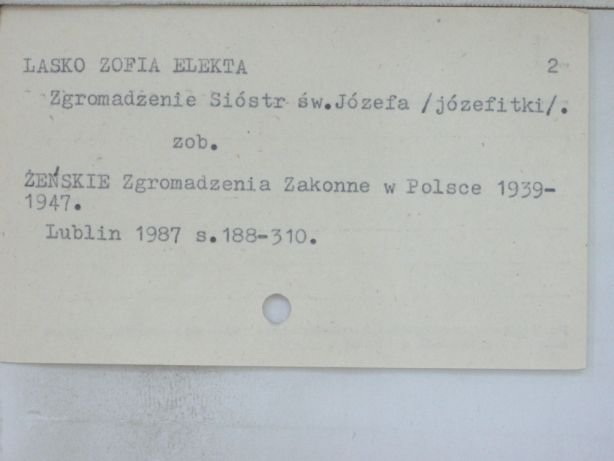 LASKO ZOFIA ELEKTA 2
Zgromadzenie Sióstr św.Józefa /józefitki/.
zob.
ŻEŃSKIE Zgromadzenia Zakonne w Polsce 1939-
1947.
Lublin 1987 s.188-310.